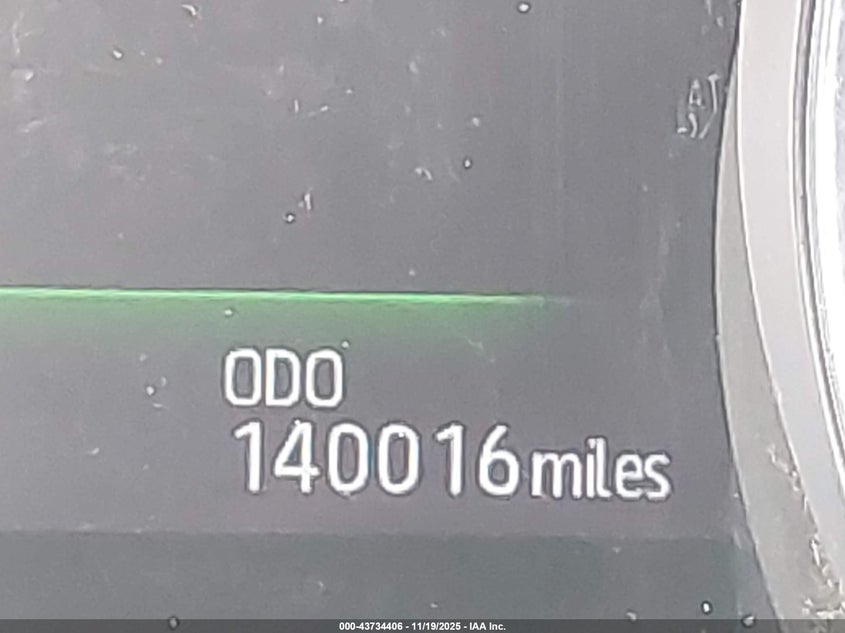 ODO
140016 miles
000-43734406 - 11/19/2025 - IAA Inc.